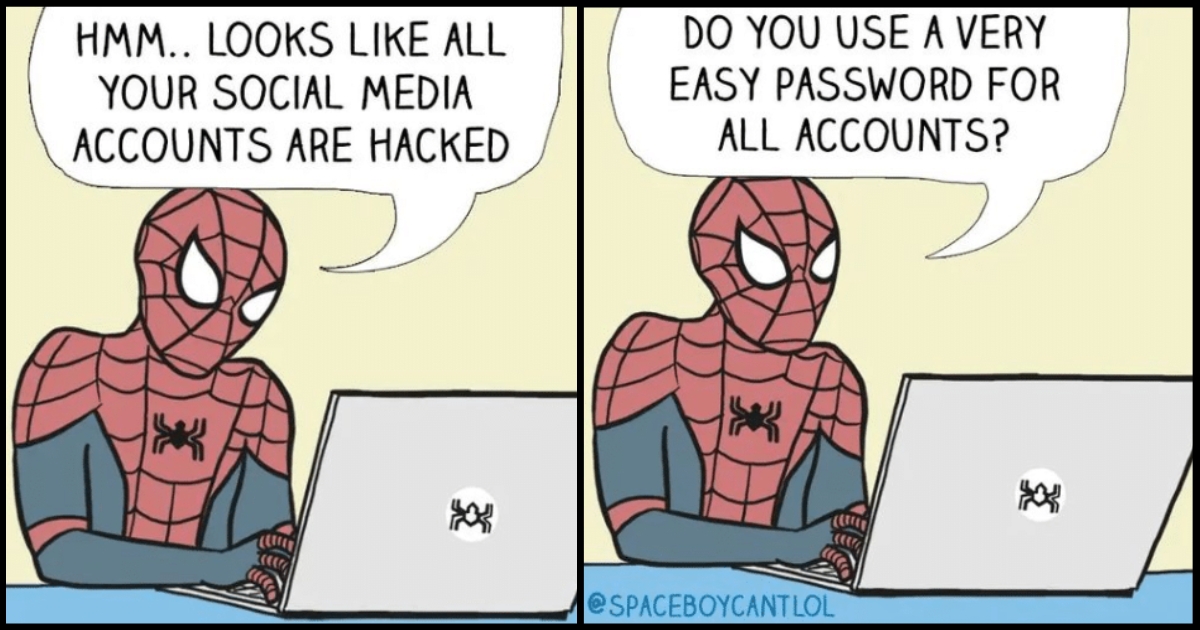 HMM.. LOOKS LIKE ALL
YOUR SOCIAL MEDIA
ACCOUNTS ARE HACKED
DO YOU USE A VERY
EASY PASSWORD FOR
ALL ACCOUNTS?
@SPACEBOYCANTLOL